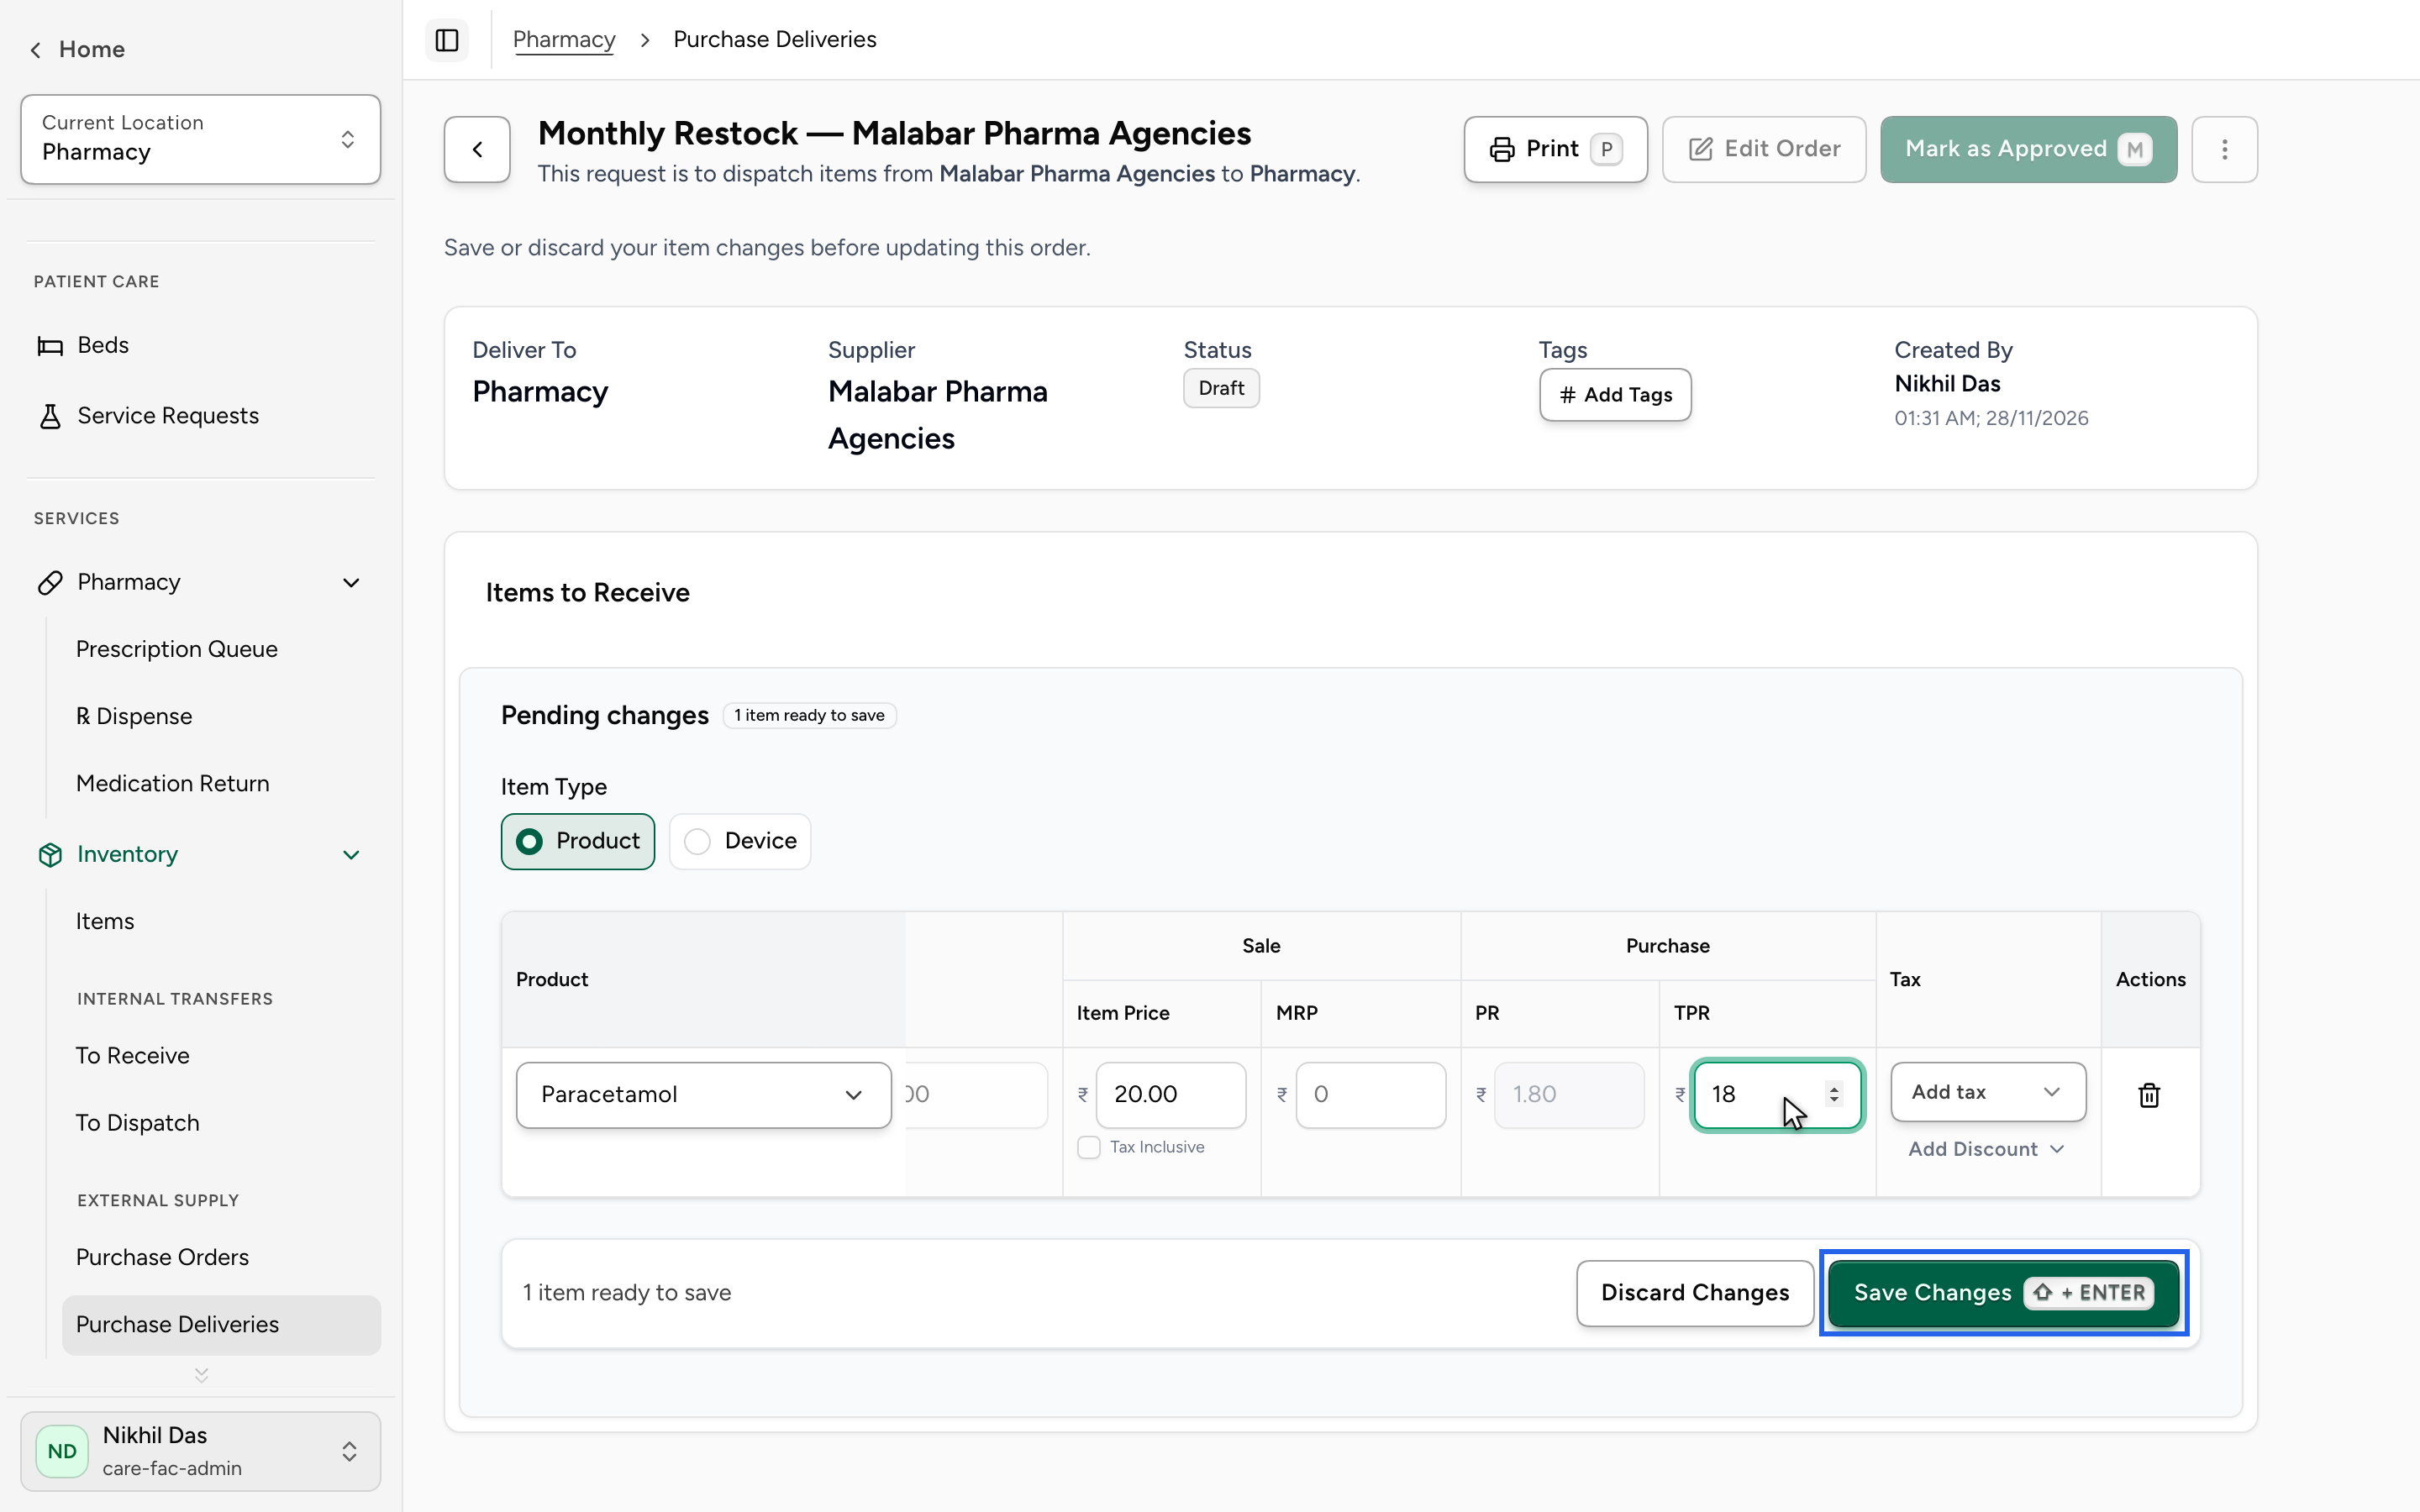 Home
Current Location
Pharmacy
PATIENT CARE
Beds
Service Requests
SERVICES
Pharmacy
Prescription Queue
℞ Dispense
Medication Return
Inventory
Items
INTERNAL TRANSFERS
To Receive
To Dispatch
EXTERNAL SUPPLY
Purchase Orders
Purchase Deliveries
ND
Nikhil Das
care-fac-admin
Pharmacy > Purchase Deliveries
Monthly Restock — Malabar Pharma Agencies
This request is to dispatch items from Malabar Pharma Agencies to Pharmacy.
Print P
Edit Order
Mark as Approved M
Save or discard your item changes before updating this order.
Deliver To
Pharmacy
Supplier
Malabar Pharma
Agencies
Status
Draft
Tags
# Add Tags
Created By
Nikhil Das
01:31 AM; 28/11/2026
Items to Receive
Pending changes 1 item ready to save
Item Type
Product Device
Product Sale Purchase Tax Actions
Item Price MRP PR TPR
Paracetamol 00 ₹ 20.00 ₹ 0 ₹ 1.80 ₹ 18 Add tax
Tax Inclusive Add Discount
1 item ready to save Discard Changes Save Changes ⇧ + ENTER